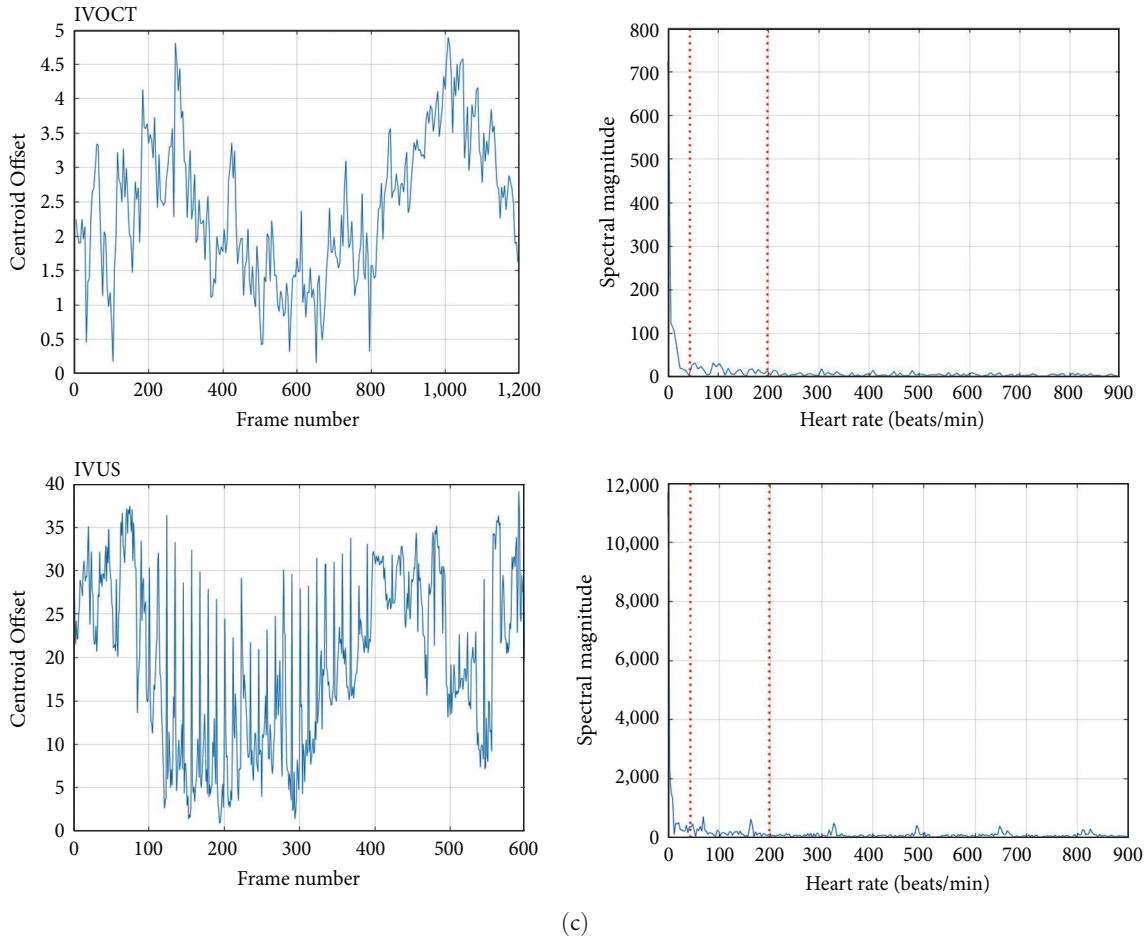 IVOCT
5
4.5
4
3.5
3
2.5
2
1.5
1
0.5
0
Centroid Offset
0 200 400 600 800 1,000 1,200
Frame number
800
700
600
500
400
300
200
100
0
Spectral magnitude
0 100 200 300 400 500 600 700 800 900
Heart rate (beats/min)
IVUS
40
35
30
25
20
15
10
5
0
Centroid Offset
0 100 200 300 400 500 600
Frame number
12,000
10,000
8,000
6,000
4,000
2,000
0
Spectral magnitude
0 100 200 300 400 500 600 700 800 900
Heart rate (beats/min)
(c)